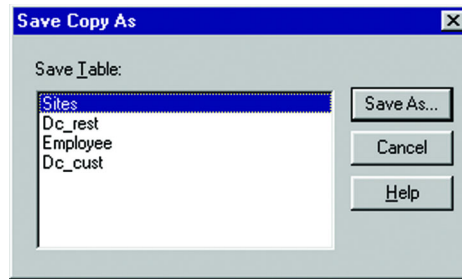 Save Copy As
Save Table:
Sites
Dc_rest
Employee
Dc_cust
Save As...
Cancel
Help